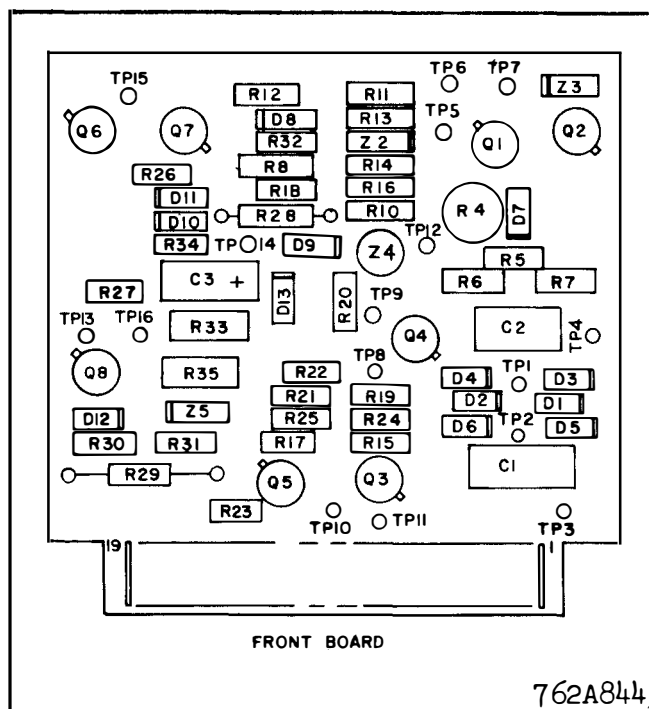 TP15 TP6 TP7
R12 R11 Z3
D8 R13 TP5
Q6 Q7 R32 Z2 Q1 Q2
R8 R14
R26 R18 R16
D11 R28 R10 R4 D7
D10
R34 TP14 D9 Z4 TP12
R5
C3 + D13 R20 R6 R7
R27 TP9
TP13 TP16 R33 Q4 C2 TP4
Q8 R35 R22 TP8 D4 TP1 D3
R21 R19 D2 D1
D12 Z5 R25 R24 D6 TP2 D5
R30 R31 R17 R15
R29 Q5 Q3 C1
R23 TP10 TP11 TP3
19 1
FRONT BOARD
762A844